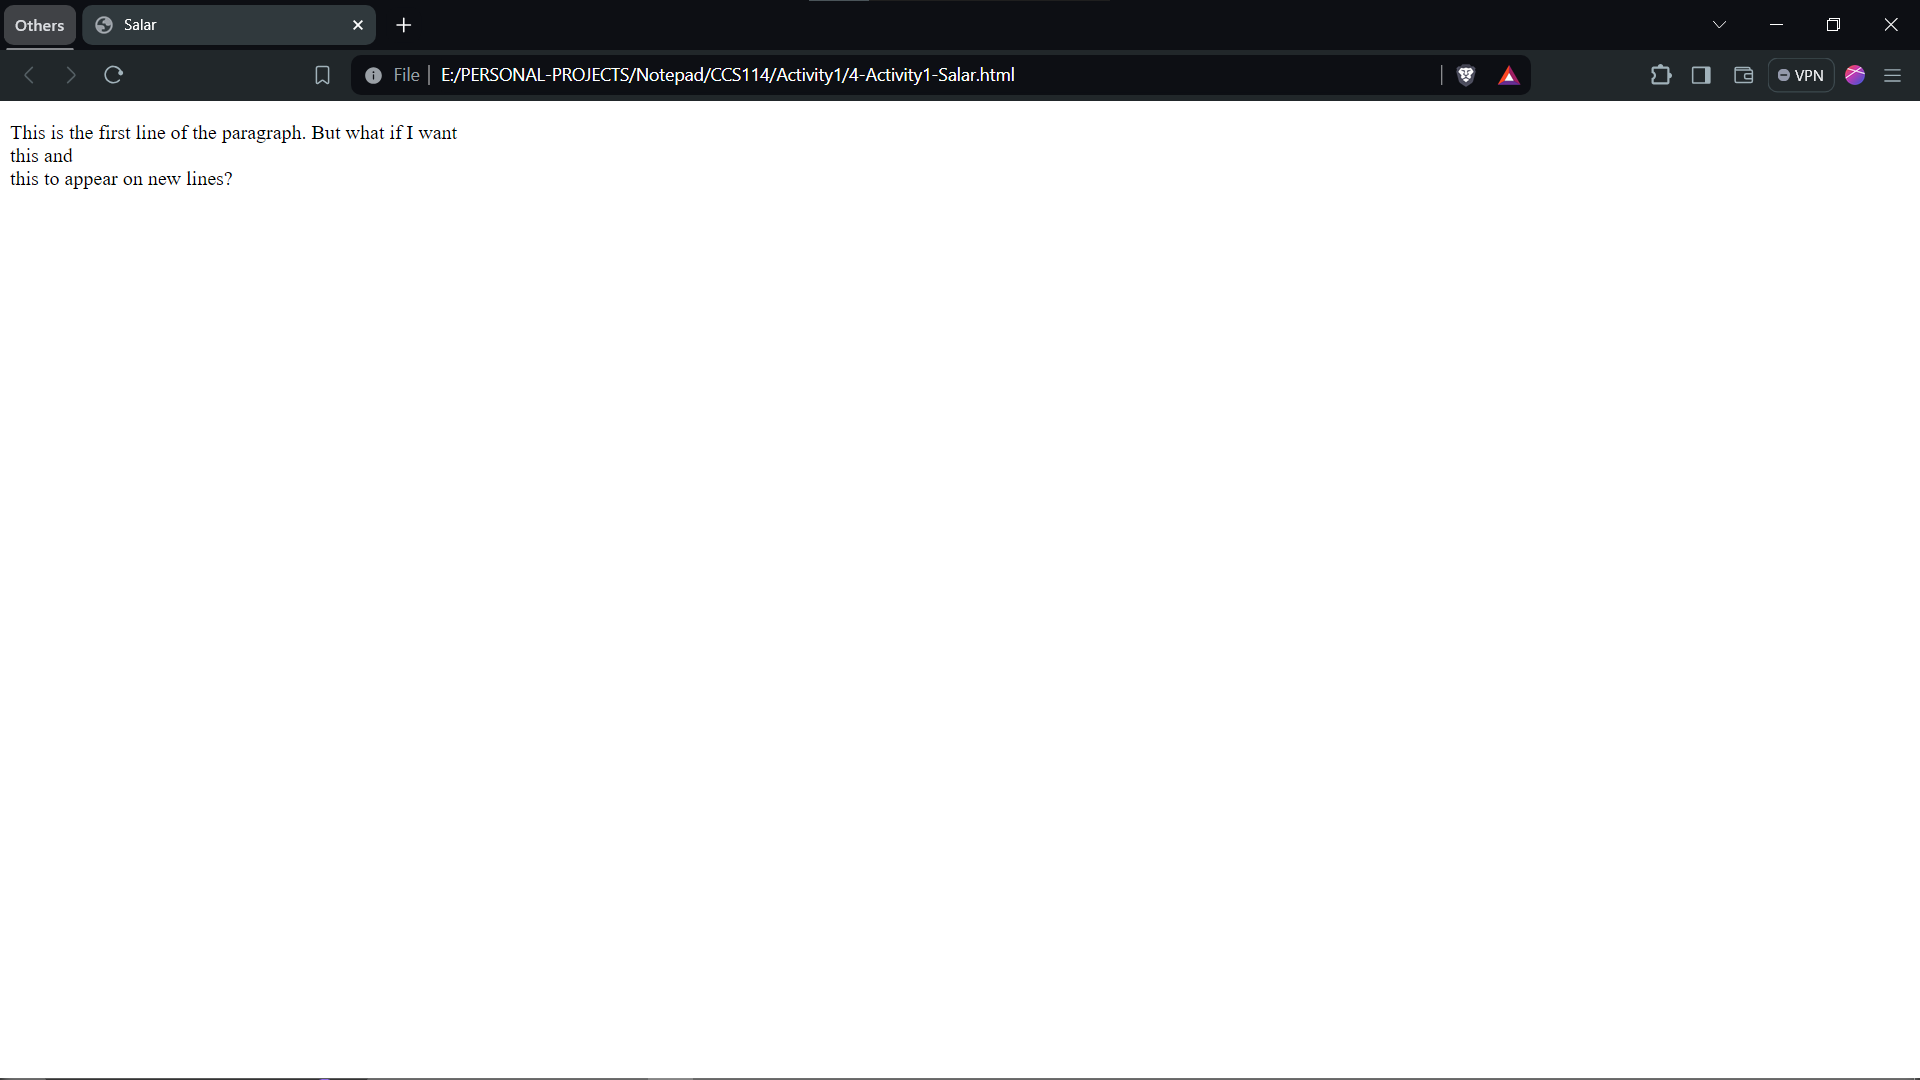 Others
Salar
File
E:/PERSONAL-PROJECTS/Notepad/CCS114/Activity1/4-Activity1-Salar.html
VPN
This is the first line of the paragraph. But what if I want
this and
this to appear on new lines?